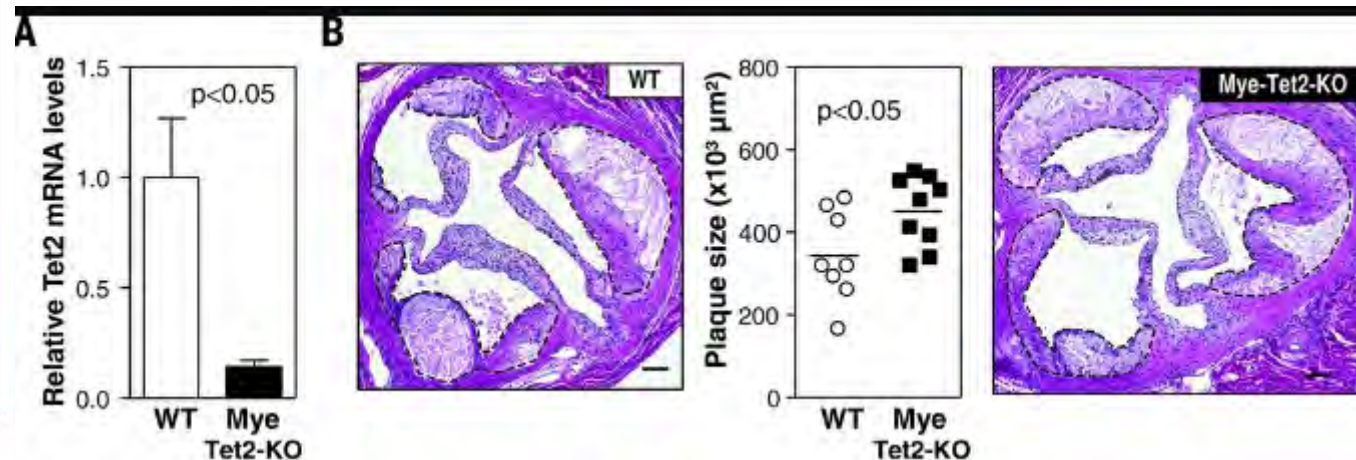 A
Relative Tet2 mRNA levels
1.5
1.0
0.5
0.0
p<0.05
WT
Mye
Tet2-KO
B
WT
Plaque size (x10³ µm²)
800
600
400
200
0
p<0.05
WT
Mye
Tet2-KO
Mye-Tet2-KO